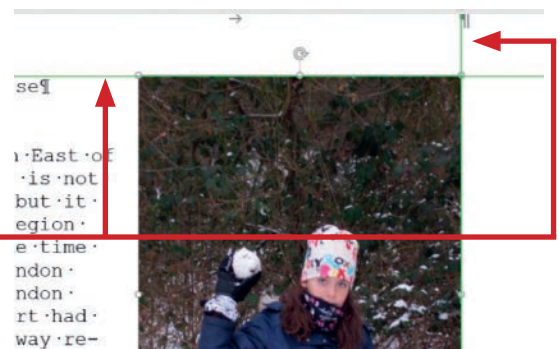 → ¶
se¶
East·of
·is·not
but·it·
egion·
e·time·
ndon·
ndon·
rt·had·
way·re-